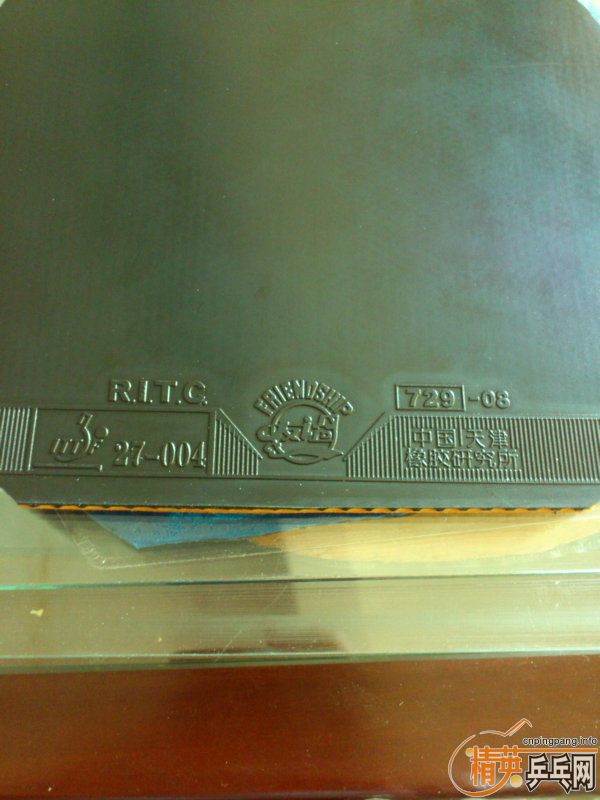 R.I.T.C.
FRIENDSHIP
729-08
ITTF
27-004
友谊
中国天津
橡胶研究所
cnpingpang.info
精英乒乓网